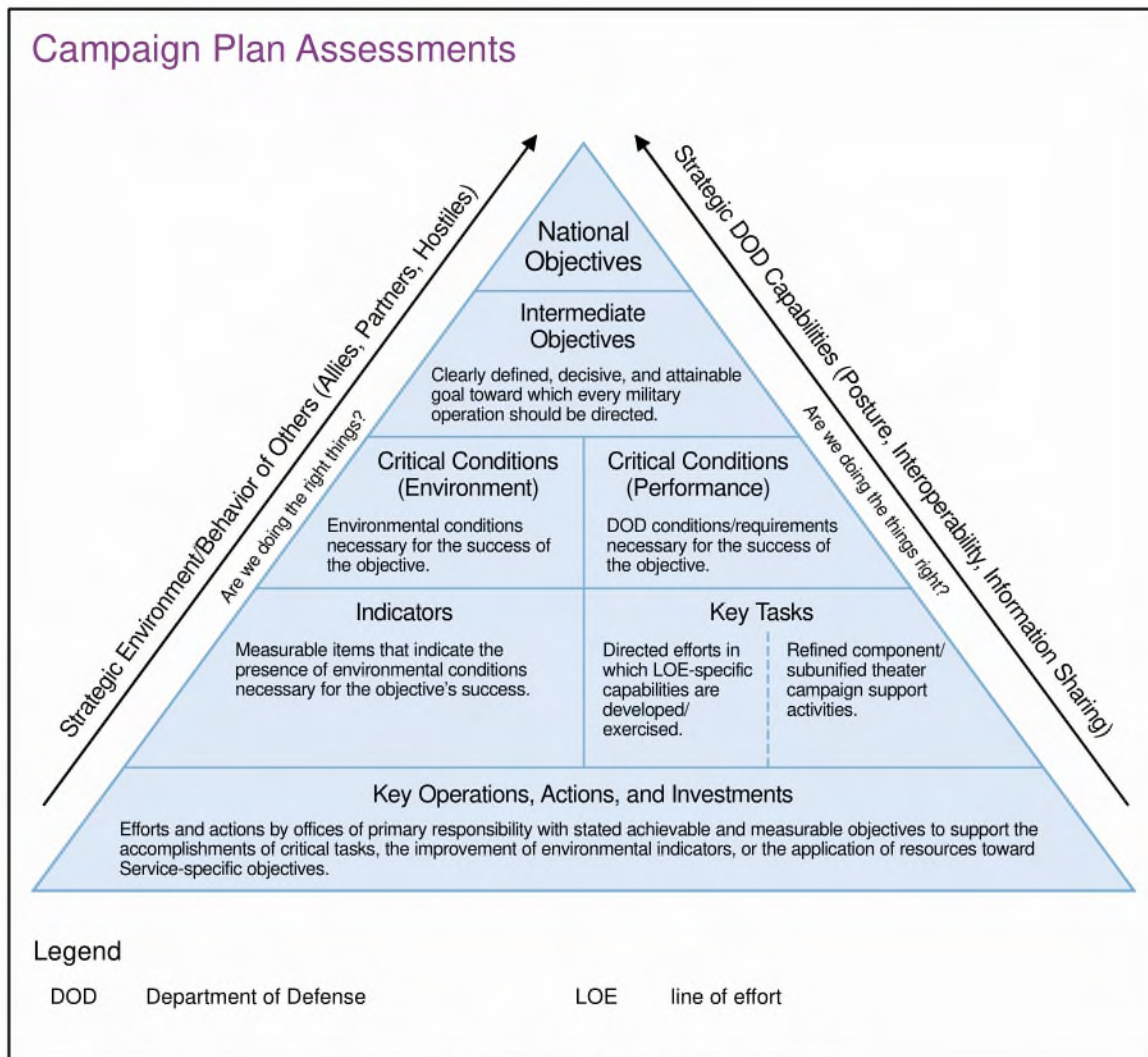 Campaign Plan Assessments
Strategic Environment/Behavior of Others (Allies, Partners, Hostiles)
Are we doing the right things?
Strategic DOD Capabilities (Posture, Interoperability, Information Sharing)
Are we doing the things right?
National
Objectives
Intermediate
Objectives
Clearly defined, decisive, and attainable
goal toward which every military
operation should be directed.
Critical Conditions
(Environment)
Environmental conditions
necessary for the success of
the objective.
Critical Conditions
(Performance)
DOD conditions/requirements
necessary for the success of
the objective.
Indicators
Measurable items that indicate the
presence of environmental conditions
necessary for the objective's success.
Key Tasks
Directed efforts in
which LOE-specific
capabilities are
developed/
exercised.
Refined component/
subunified theater
campaign support
activities.
Key Operations, Actions, and Investments
Efforts and actions by offices of primary responsibility with stated achievable and measurable objectives to support the
accomplishments of critical tasks, the improvement of environmental indicators, or the application of resources toward
Service-specific objectives.
Legend
DOD Department of Defense
LOE line of effort